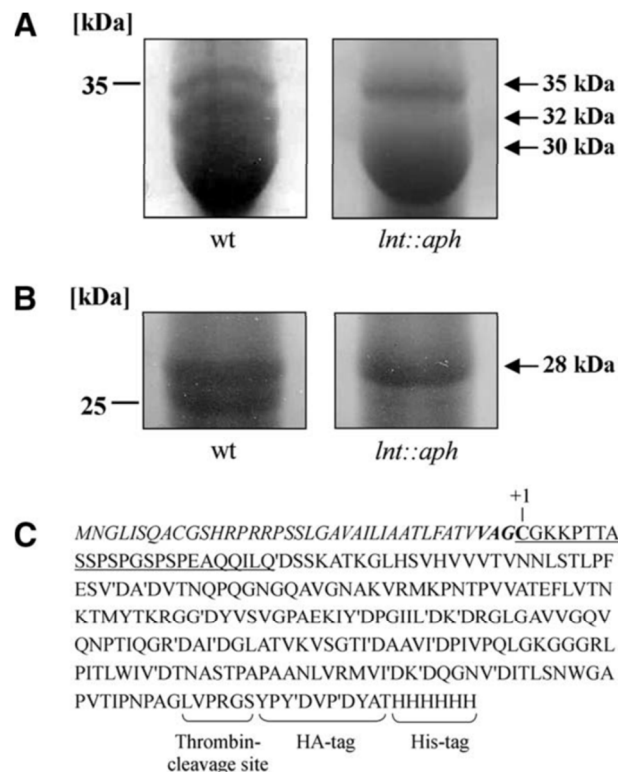 A
[kDa]
35
35 kDa
32
30 kDa
wt
lnt::aph
B
[kDa]
28 kDa
25
wt
lnt::aph
+1
C
MNGLISQACGSHRPRRPSSLGAVAILIAATLFATVVAGCGKKPTTA
SSPSPGSPSPEAQQILQ'DSSKATKGLHSVHVVVTVNNLSTLPF
ESV'DA'DVTNQPQGNGQAVGNAKVRMKPNTPVVATEFLVTN
KTMYTKRGG'DYVSVGPAEKIY'DPGIIL'DK'DRGLGAVVGQV
QNPTIQGR'DAI'DGLATVKVSGTI'DAAVI'DPIVPQLGKGGGRL
PITLWIV'DTNASTPAPAANLVRMVI'DK'DQGNV'DITLSNWGA
PVTIPNPAGLVPRGSYPY'DVP'DYATHHHHHH
Thrombin-
cleavage site
HA-tag
His-tag